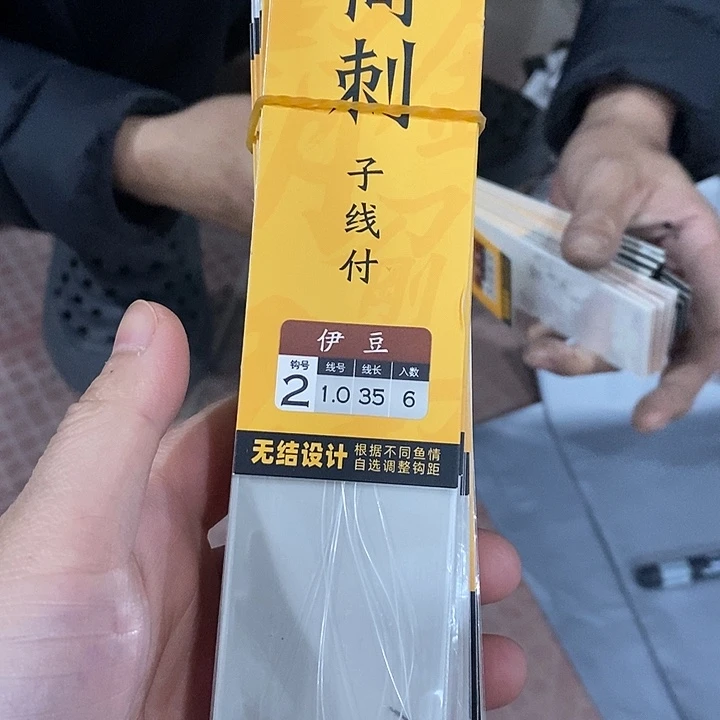 刺
子线付
伊豆
钩号 线号 线长 入数
2 1.0 35 6
无结设计
根据不同鱼情
自选调整钩距